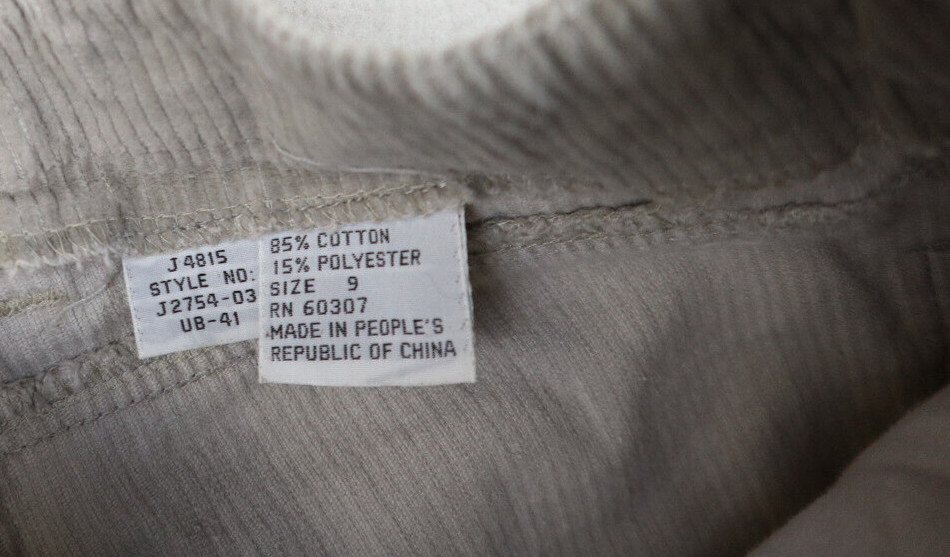 J4815
STYLE NO:
J2754-03
UB-41
85% COTTON
15% POLYESTER
SIZE 9
RN 60307
MADE IN PEOPLE'S
REPUBLIC OF CHINA